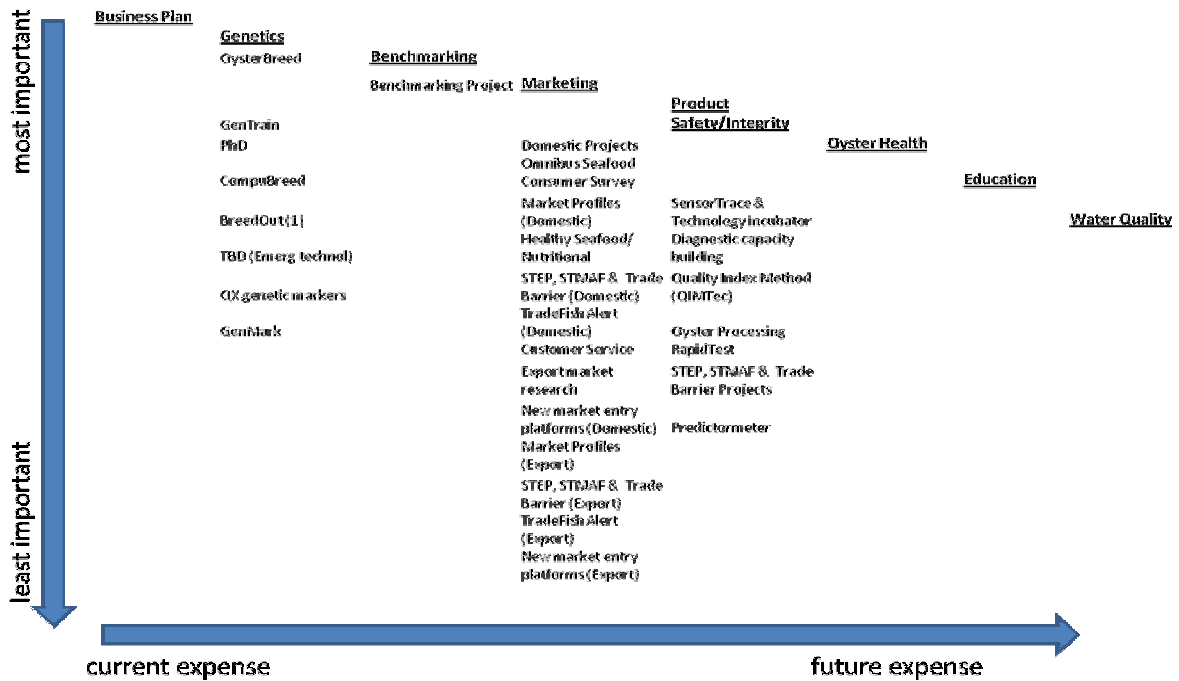 most important
least important
Business Plan
Genetics
OysterBreed
GenTrain
PhD
CompuBreed
BreedOut(1)
TBD (Emerg technol)
CIX genetic markers
GenMark
Benchmarking
Benchmarking Project
Marketing
Domestic Projects
Omnibus Seafood
Consumer Survey
Market Profiles
(Domestic)
Healthy Seafood/
Nutritional
STEP, STMAF & Trade
Barrier (Domestic)
TradeFish Alert
(Domestic)
Customer Service
Export market
research
New market entry
platforms (Domestic)
Market Profiles
(Export)
STEP, STMAF & Trade
Barrier (Export)
TradeFish Alert
(Export)
New market entry
platforms (Export)
Product
Safety/Integrity
SensorTrace &
Technology incubator
Diagnostic capacity
building
Quality Index Method
(QIMTec)
Oyster Processing
RapidTest
STEP, STMAF & Trade
Barrier Projects
Predictormeter
Oyster Health
Education
Water Quality
current expense
future expense